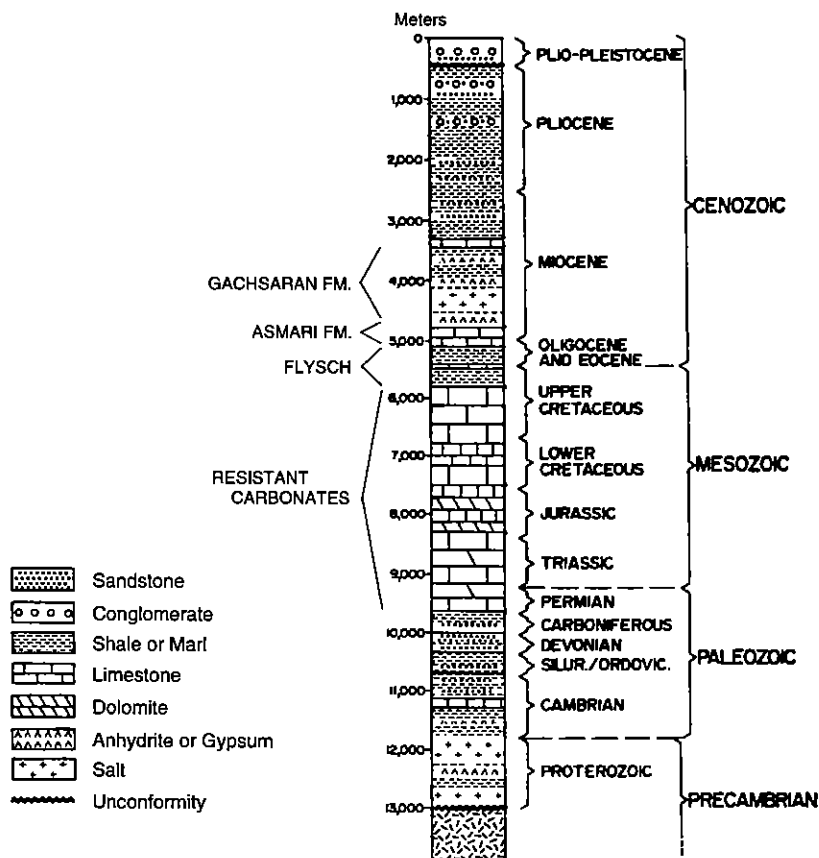 Meters
0
1,000
2,000
3,000
4,000
5,000
6,000
7,000
8,000
9,000
10,000
11,000
12,000
13,000
GACHSARAN FM.
ASMARI FM.
FLYSCH
RESISTANT
CARBONATES
PLIO-PLEISTOCENE
PLIOCENE
MIOCENE
OLIGOCENE
AND EOCENE
UPPER
CRETACEOUS
LOWER
CRETACEOUS
JURASSIC
TRIASSIC
PERMIAN
CARBONIFEROUS
DEVONIAN
SILUR./ORDOVIC.
CAMBRIAN
PROTEROZOIC
CENOZOIC
MESOZOIC
PALEOZOIC
PRECAMBRIAN
Sandstone
Conglomerate
Shale or Marl
Limestone
Dolomite
Anhydrite or Gypsum
Salt
Unconformity